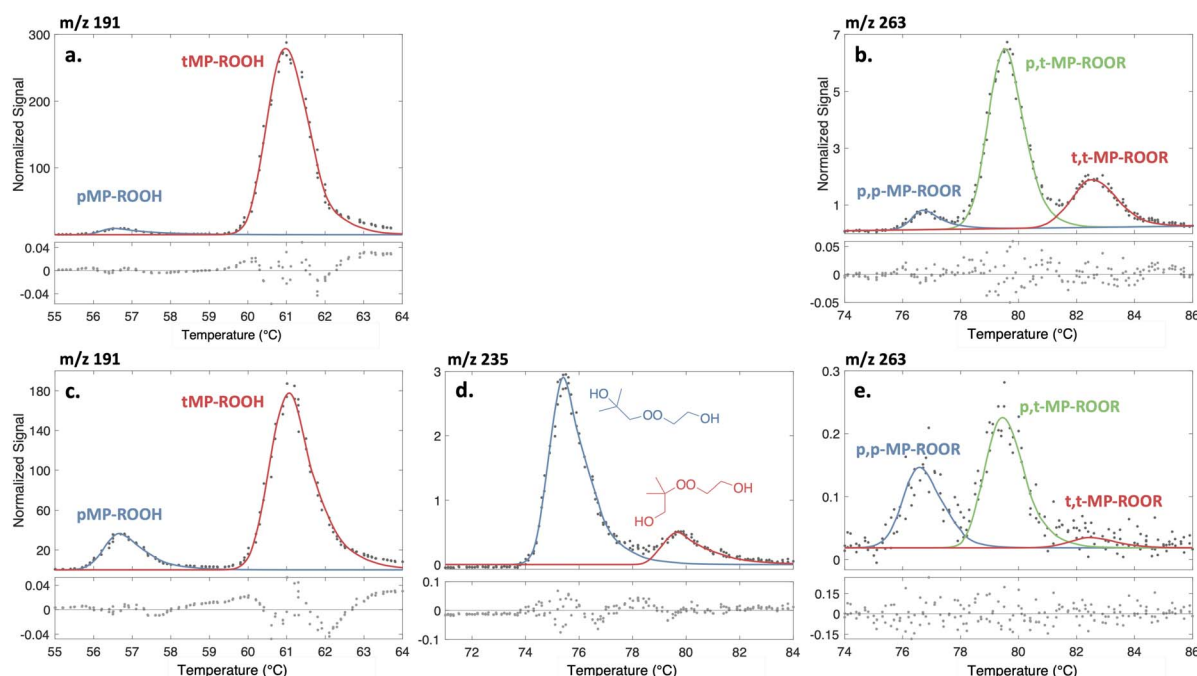 m/z 191
a.
300
200
100
Normalized Signal
tMP-ROOH
pMP-ROOH
0.04
0
-0.04
55 56 57 58 59 60 61 62 63 64
Temperature (°C)
m/z 263
b.
7
5
3
1
Normalized Signal
p,t-MP-ROOR
t,t-MP-ROOR
p,p-MP-ROOR
0.05
0
-0.05
74 76 78 80 82 84 86
Temperature (°C)
m/z 191
c.
180
140
100
60
20
Normalized Signal
tMP-ROOH
pMP-ROOH
0.04
0
-0.04
55 56 57 58 59 60 61 62 63 64
Temperature (°C)
m/z 235
d.
3
2
1
0
HO
OO
OH
OO
OH
HO
0.1
0
-0.1
72 74 76 78 80 82 84
Temperature (°C)
m/z 263
e.
0.3
0.2
0.1
0
p,t-MP-ROOR
p,p-MP-ROOR
t,t-MP-ROOR
0.15
0
-0.15
74 76 78 80 82 84 86
Temperature (°C)